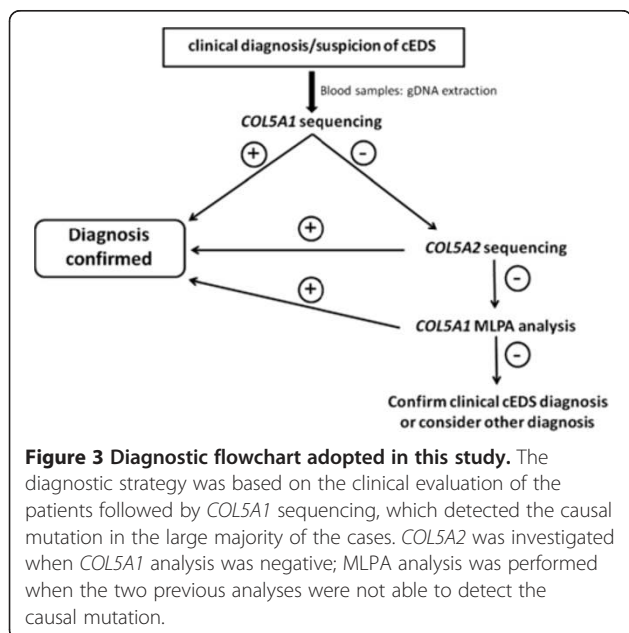 clinical diagnosis/suspicion of cEDS
Blood samples: gDNA extraction
COL5A1 sequencing
+
-
Diagnosis
confirmed
+
COL5A2 sequencing
-
+
COL5A1 MLPA analysis
-
Confirm clinical cEDS diagnosis
or consider other diagnosis
Figure 3 Diagnostic flowchart adopted in this study. The
diagnostic strategy was based on the clinical evaluation of the
patients followed by COL5A1 sequencing, which detected the causal
mutation in the large majority of the cases. COL5A2 was investigated
when COL5A1 analysis was negative; MLPA analysis was performed
when the two previous analyses were not able to detect the
causal mutation.